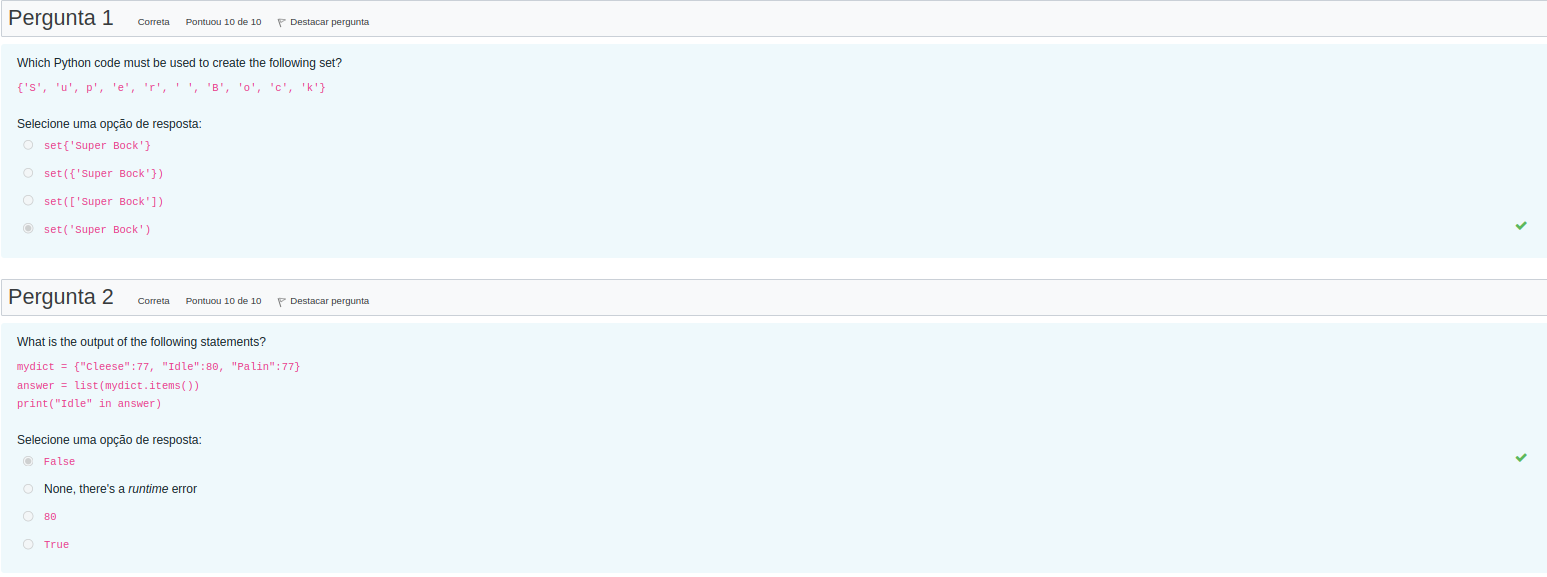 Pergunta 1 Correta Pontuou 10 de 10 Destacar pergunta
Which Python code must be used to create the following set?
{'S', 'u', p', 'e', 'r', ' ', 'B', 'o', 'c', 'k'}
Selecione uma opção de resposta:
set{'Super Bock'}
set({'Super Bock'})
set(['Super Bock'])
set('Super Bock')
Pergunta 2 Correta Pontuou 10 de 10 Destacar pergunta
What is the output of the following statements?
mydict = {"Cleese":77, "Idle":80, "Palin":77}
answer = list(mydict.items())
print("Idle" in answer)
Selecione uma opção de resposta:
False
None, there's a runtime error
80
True